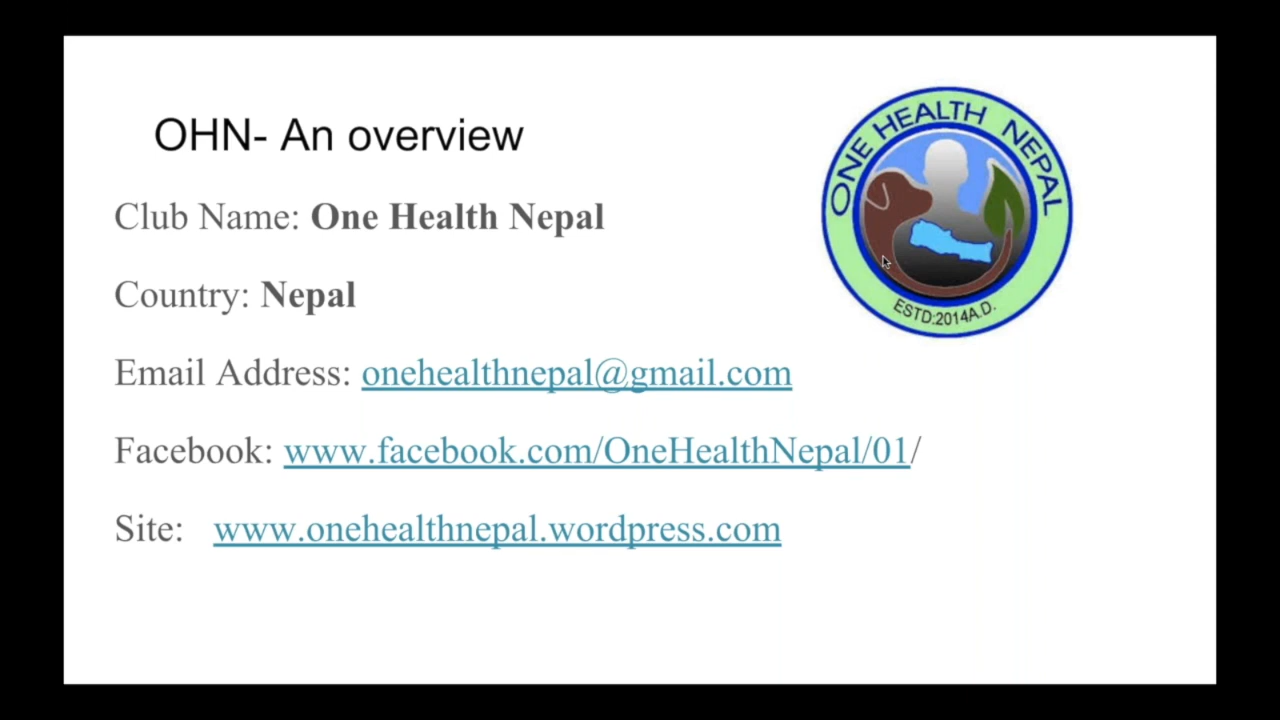 OHN- An overview
ONE HEALTH NEPAL
ESTD:2014A.D.
Club Name: One Health Nepal
Country: Nepal
Email Address: onehealthnepal@gmail.com
Facebook: www.facebook.com/OneHealthNepal/01/
Site: www.onehealthnepal.wordpress.com